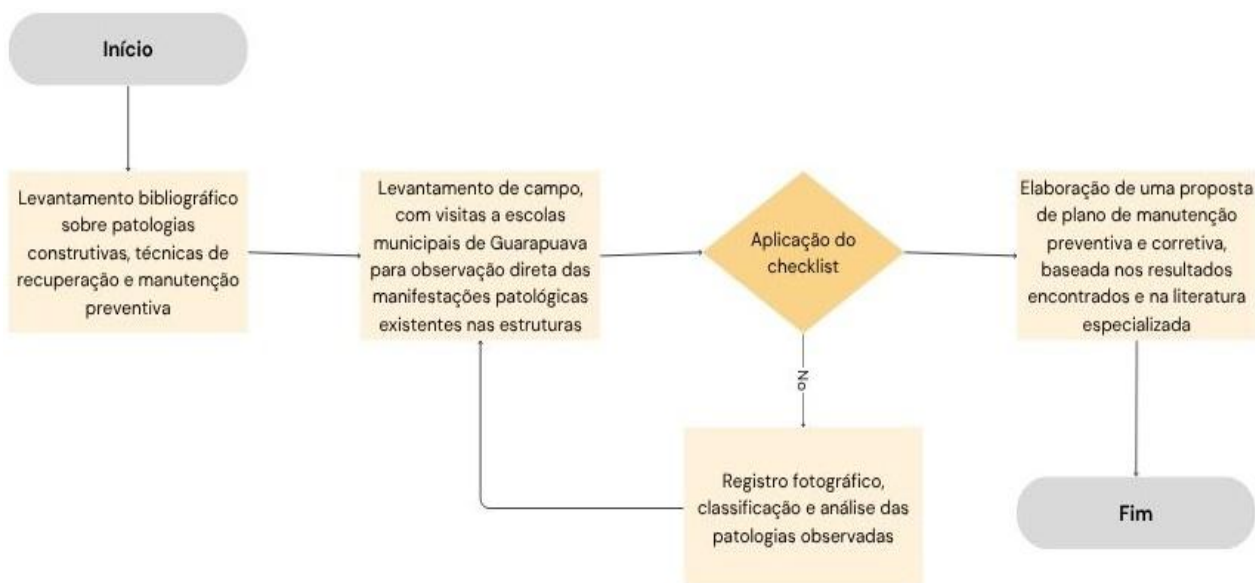 Início
Levantamento bibliográfico
sobre patologias
construtivas, técnicas de
recuperação e manutenção
preventiva
Levantamento de campo,
com visitas a escolas
municipais de Guarapuava
para observação direta das
manifestações patológicas
existentes nas estruturas
Aplicação do
checklist
No
Registro fotográfico,
classificação e análise das
patologias observadas
Elaboração de uma proposta
de plano de manutenção
preventiva e corretiva,
baseada nos resultados
encontrados e na literatura
especializada
Fim